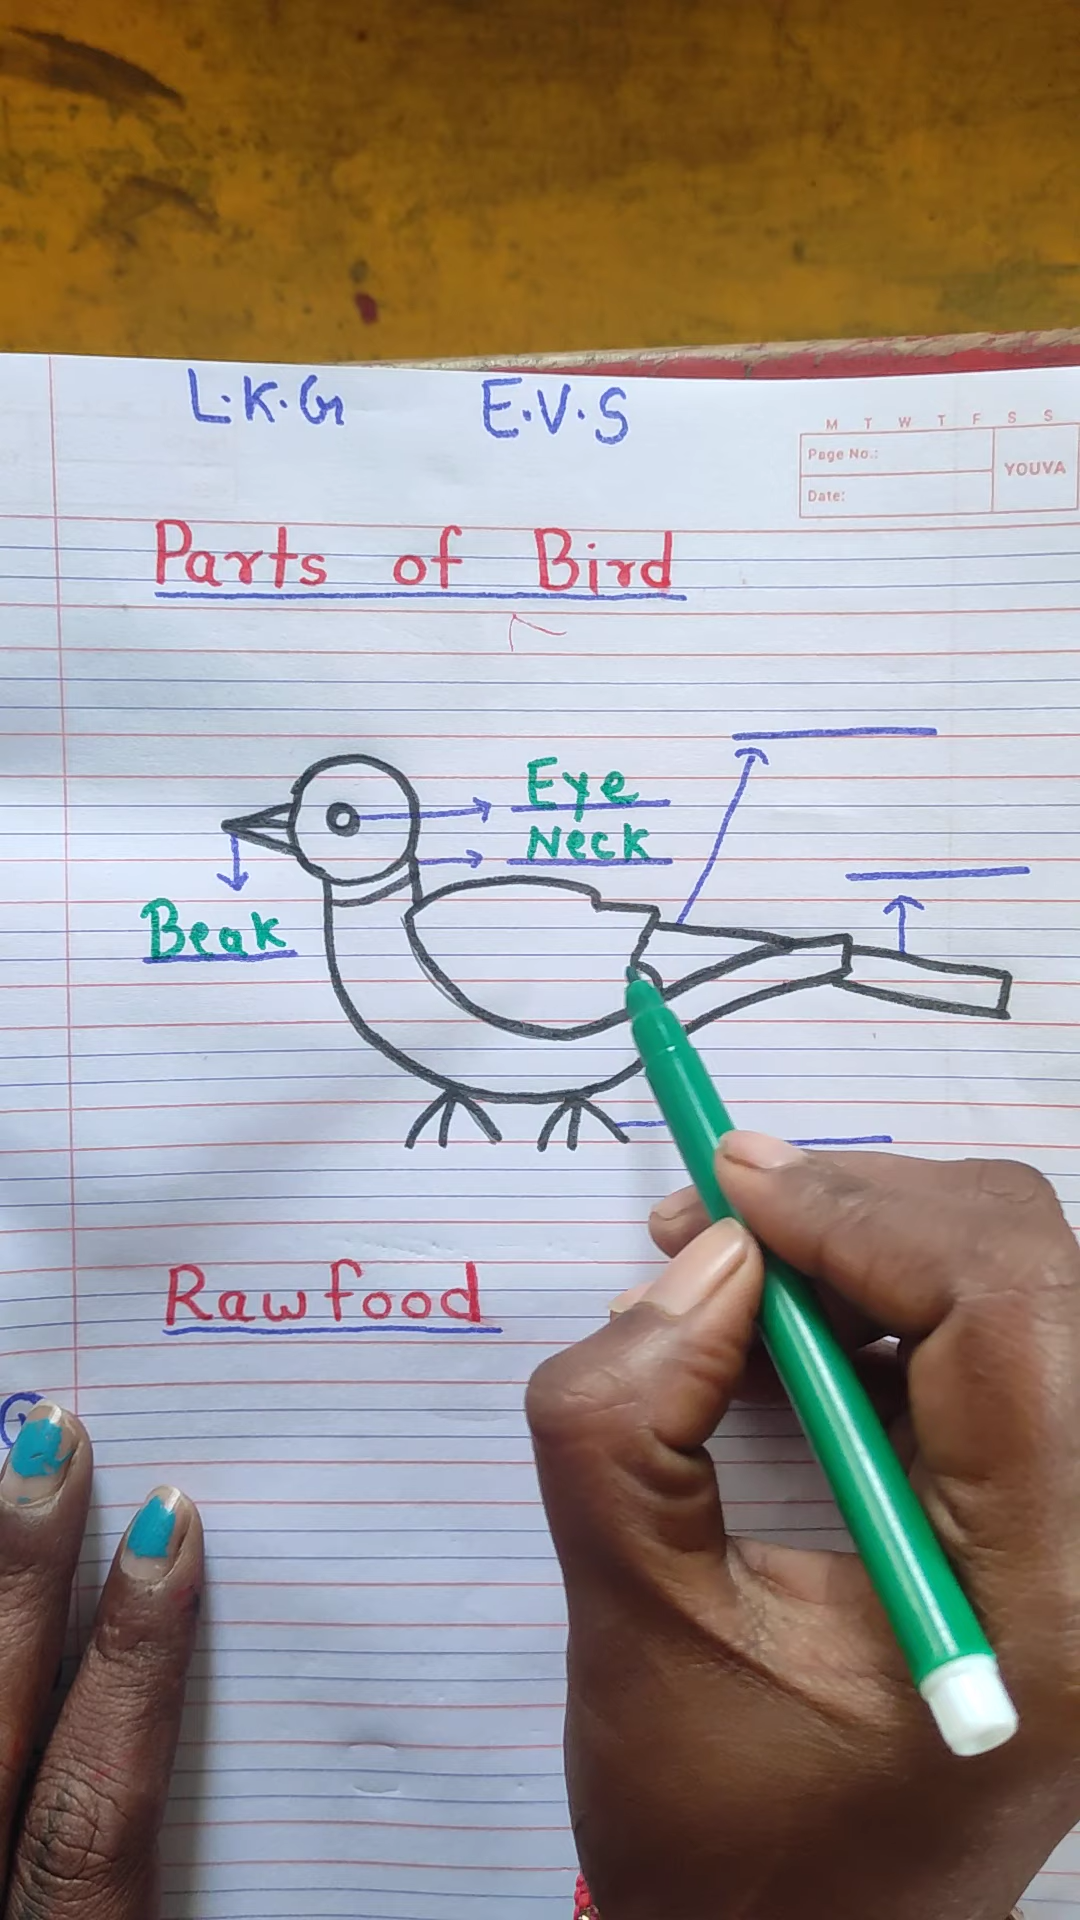 L.K.G E.V.S
M T W T F S S
Page No.:
YOUVA
Date:
Parts of Bird
Eye
Neck
Beak
Raw food